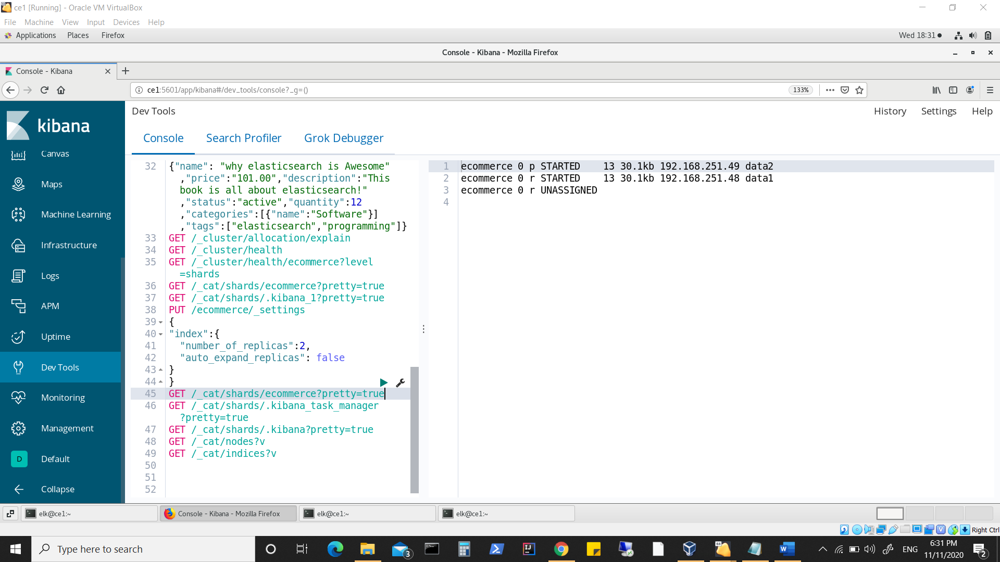 ce1 [Running] - Oracle VM VirtualBox
File Machine View Input Devices Help
Applications Places Firefox Wed 18:31
Console - Kibana - Mozilla Firefox
Console - Kibana
ce1:5601/app/kibana#/dev_tools/console?_g=() 133%
kibana
Canvas
Maps
Machine Learning
Infrastructure
Logs
APM
Uptime
Dev Tools
Monitoring
Management
D Default
Collapse
Dev Tools History Settings Help
Console Search Profiler Grok Debugger
32 {"name": "why elasticsearch is Awesome"
,"price":"101.00","description":"This
book is all about elasticsearch!"
,"status":"active","quantity":12
,"categories":[{"name":"Software"}]
,"tags":["elasticsearch","programming"]}
33 GET /_cluster/allocation/explain
34 GET /_cluster/health
35 GET /_cluster/health/ecommerce?level
=shards
36 GET /_cat/shards/ecommerce?pretty=true
37 GET /_cat/shards/.kibana_1?pretty=true
38 PUT /ecommerce/_settings
39 {
40 "index":{
41 "number_of_replicas":2,
42 "auto_expand_replicas": false
43 }
44 }
45 GET /_cat/shards/ecommerce?pretty=true
46 GET /_cat/shards/.kibana_task_manager
?pretty=true
47 GET /_cat/shards/.kibana?pretty=true
48 GET /_cat/nodes?v
49 GET /_cat/indices?v
50
51
52
1 ecommerce 0 p STARTED 13 30.1kb 192.168.251.49 data2
2 ecommerce 0 r STARTED 13 30.1kb 192.168.251.48 data1
3 ecommerce 0 r UNASSIGNED
4
elk@ce1:~ Console - Kibana - Mozilla Firefox elk@ce1:~ elk@ce1:~
Right Ctrl
Type here to search 3 ENG 6:31 PM
11/11/2020 2